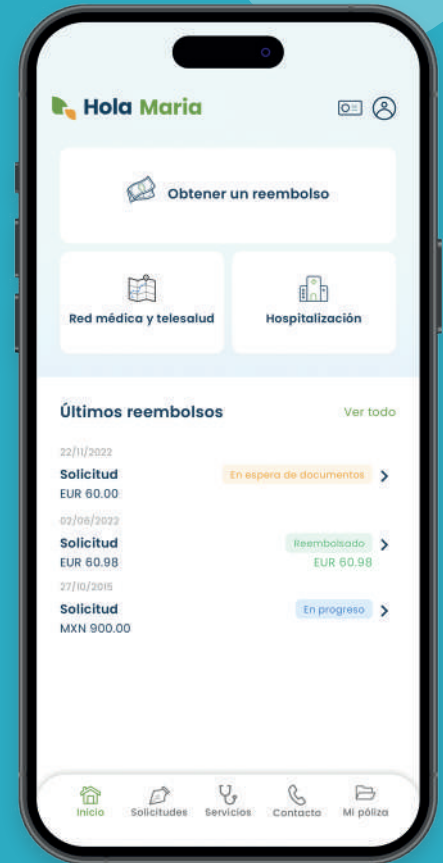 Hola Maria
Obtener un reembolso
Red médica y telesalud
Hospitalización
Últimos reembolsos
Ver todo
22/11/2022
Solicitud
En espera de documentos
EUR 60.00
02/06/2022
Solicitud
Reembolsado
EUR 60.98
EUR 60.98
27/10/2015
Solicitud
En progreso
MXN 900.00
Inicio
Solicitudes
Servicios
Contacto
Mi póliza